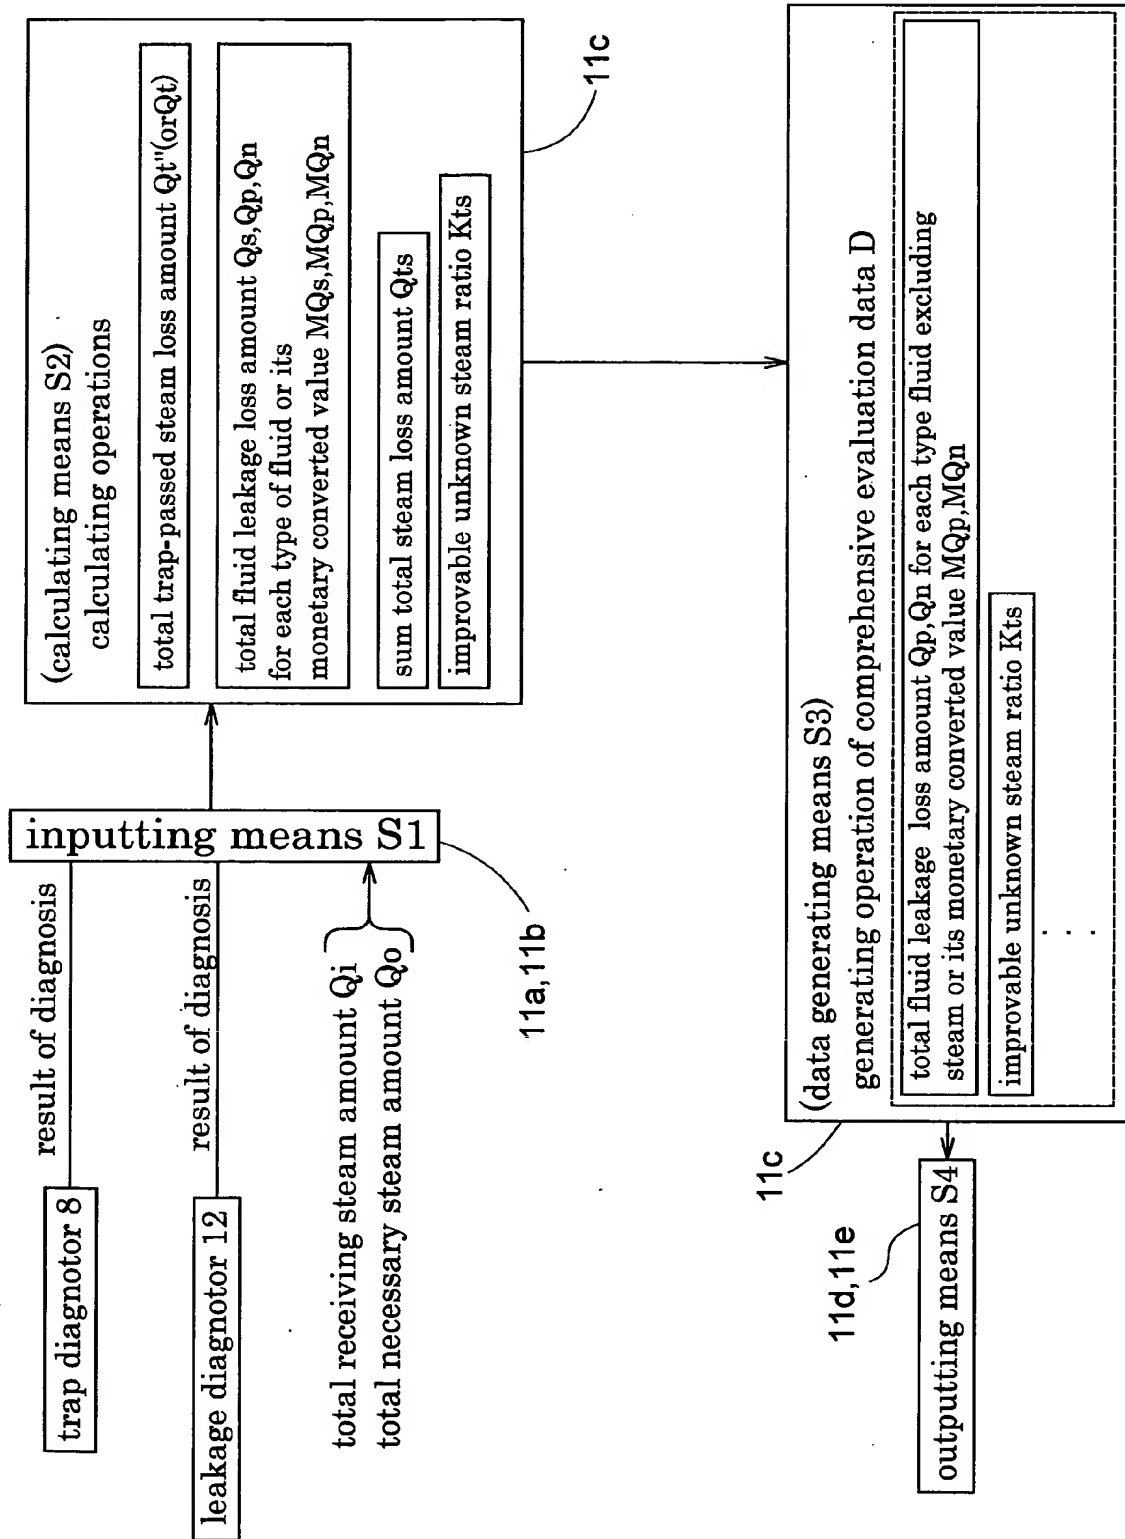 trap diagnotor 8
result of diagnosis
leakage diagnotor 12
result of diagnosis
total receiving steam amount Qi
total necessary steam amount Qo
inputting means S1
11a,11b
(calculating means S2)
calculating operations
total trap-passed steam loss amount Qt"(orQt)
total fluid leakage loss amount Qs,Qp,Qn
for each type of fluid or its
monetary converted value MQs,MQp,MQn
sum total steam loss amount Qts
improvable unknown steam ratio Kts
11c
(data generating means S3)
generating operation of comprehensive evaluation data D
total fluid leakage loss amount Qp,Qn for each type fluid excluding
steam or its monetary converted value MQp,MQn
improvable unknown steam ratio Kts
. . .
11c
outputting means S4
11d,11e